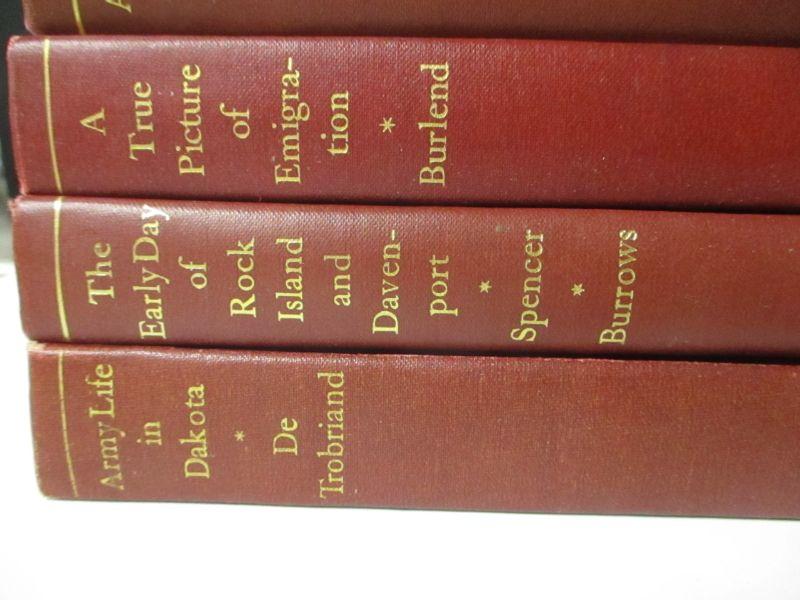 A
True
Picture
of
Emigra-
tion
*
Burlend
The
Early Day
of
Rock
Island
and
Daven-
port
*
Spencer
*
Burrows
Army Life
in
Dakota
*
De
Trobriand